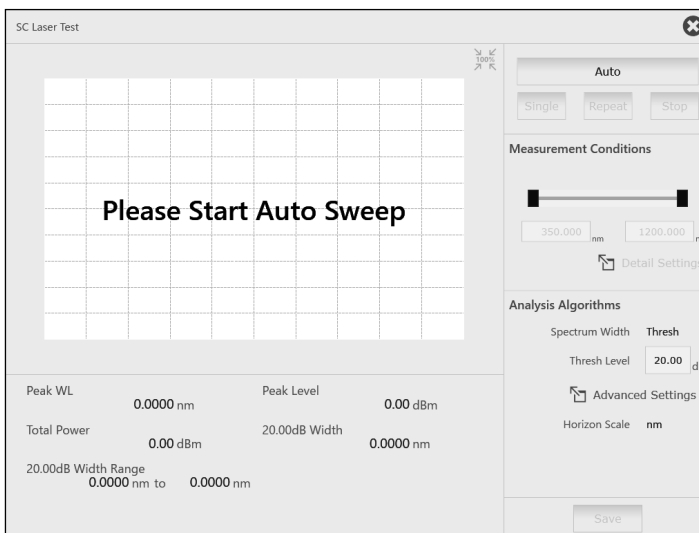 SC Laser Test
100%
Please Start Auto Sweep
Auto
Single Repeat Stop
Measurement Conditions
350.000 nm 1200.000 n
Detail Settings
Analysis Algorithms
Spectrum Width Thresh
Thresh Level 20.00 d
Advanced Settings
Horizon Scale nm
Save
Peak WL
0.0000 nm
Peak Level
0.00 dBm
Total Power
0.00 dBm
20.00dB Width
0.0000 nm
20.00dB Width Range
0.0000 nm to 0.0000 nm